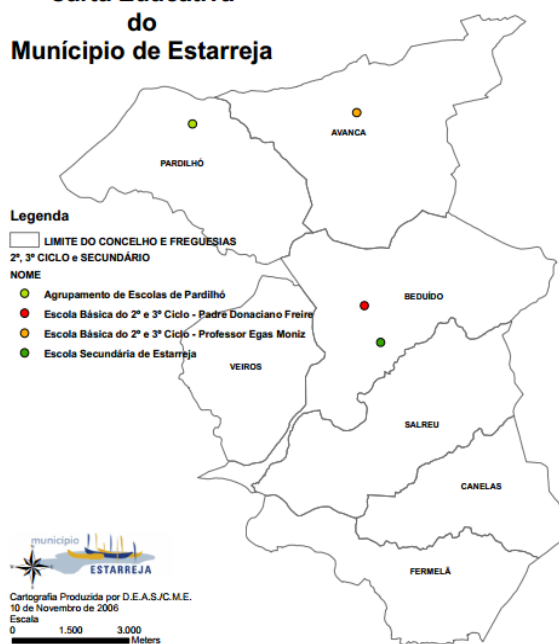 Carta Educativa
do
Munícipio de Estarreja
AVANCA
PARDILHÓ
Legenda
LIMITE DO CONCELHO E FREGUESIAS
2º, 3º CICLO e SECUNDÁRIO
NOME
Agrupamento de Escolas de Pardilhó
Escola Básica do 2º e 3º Ciclo - Padre Donaciano Freire
Escola Básica do 2º e 3º Ciclo - Professor Egas Moniz
Escola Secundária de Estarreja
BEDUÍDO
VEIROS
SALREU
CANELAS
FERMELÃ
município
ESTARREJA
Cartografia Produzida por D.E.A.S./C.M.E.
10 de Novembro de 2006
Escala
0 1.500 3.000
Meters